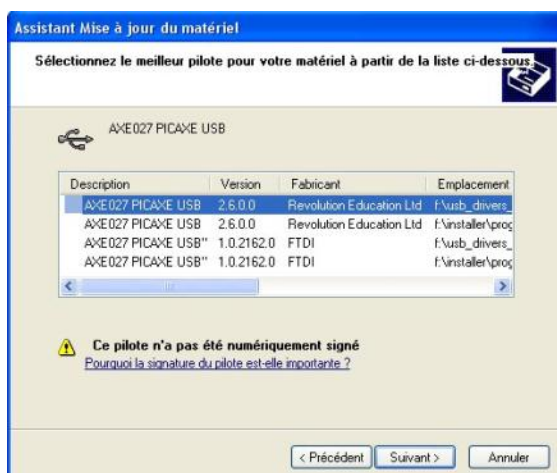 Assistant Mise à jour du matériel
Sélectionnez le meilleur pilote pour votre matériel à partir de la liste ci-dessous.
AXE027 PICAXE USB
Description Version Fabricant Emplacement
AXE027 PICAXE USB 2.6.0.0 Revolution Education Ltd f:\usb_drivers_
AXE027 PICAXE USB 2.6.0.0 Revolution Education Ltd f:\installer\prog
AXE027 PICAXE USB" 1.0.2162.0 FTDI f:\usb_drivers_
AXE027 PICAXE USB" 1.0.2162.0 FTDI f:\installer\prog
Ce pilote n'a pas été numériquement signé
Pourquoi la signature du pilote est-elle importante ?
< Précédent Suivant > Annuler